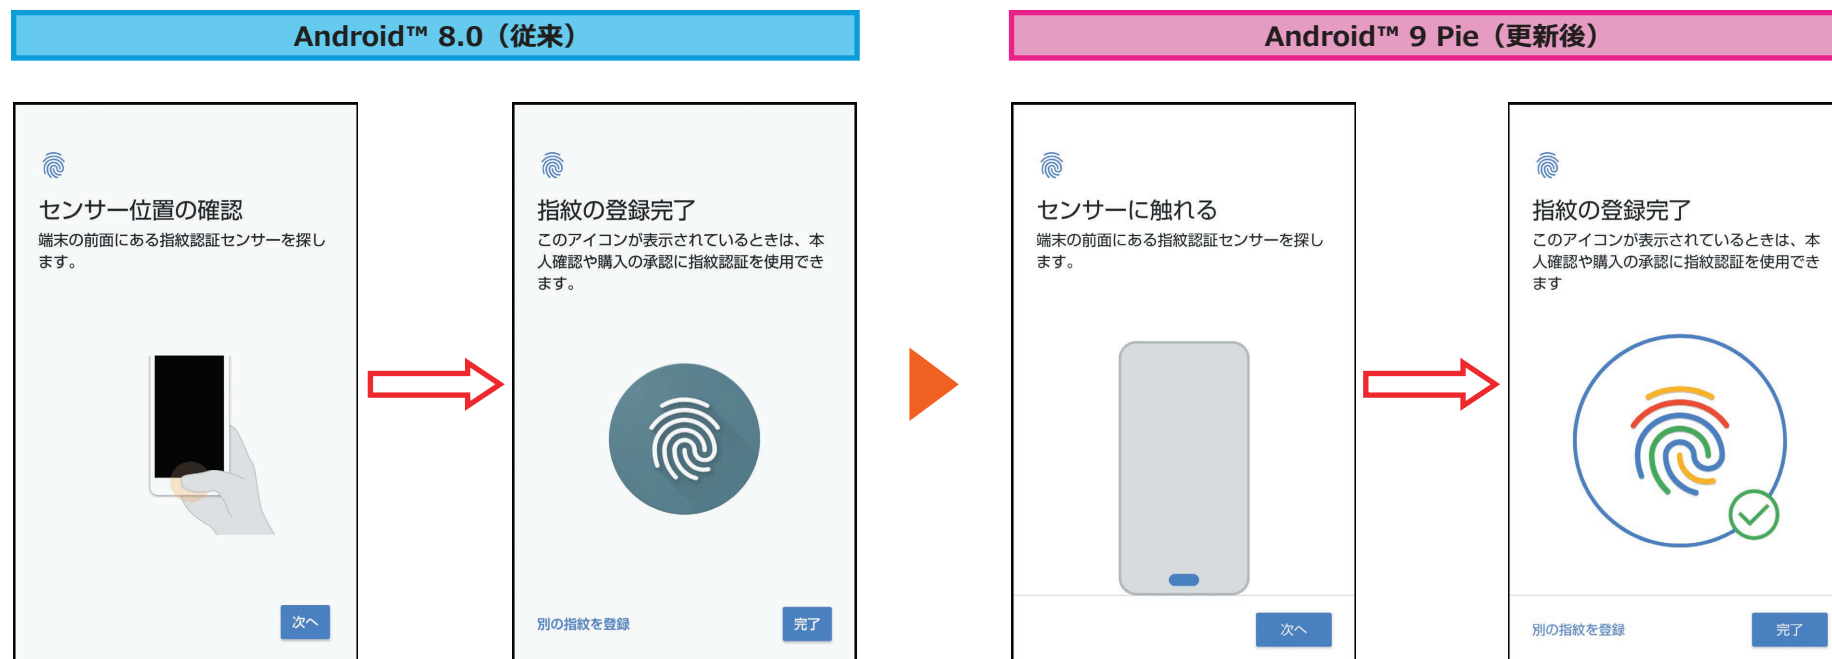 Android™ 8.0（従来）
センサー位置の確認
端末の前面にある指紋認証センサーを探し
ます。
次へ
指紋の登録完了
このアイコンが表示されているときは、本
人確認や購入の承認に指紋認証を使用でき
ます。
別の指紋を登録
完了
Android™ 9 Pie（更新後）
センサーに触れる
端末の前面にある指紋認証センサーを探し
ます。
次へ
指紋の登録完了
このアイコンが表示されているときは、本
人確認や購入の承認に指紋認証を使用でき
ます
別の指紋を登録
完了